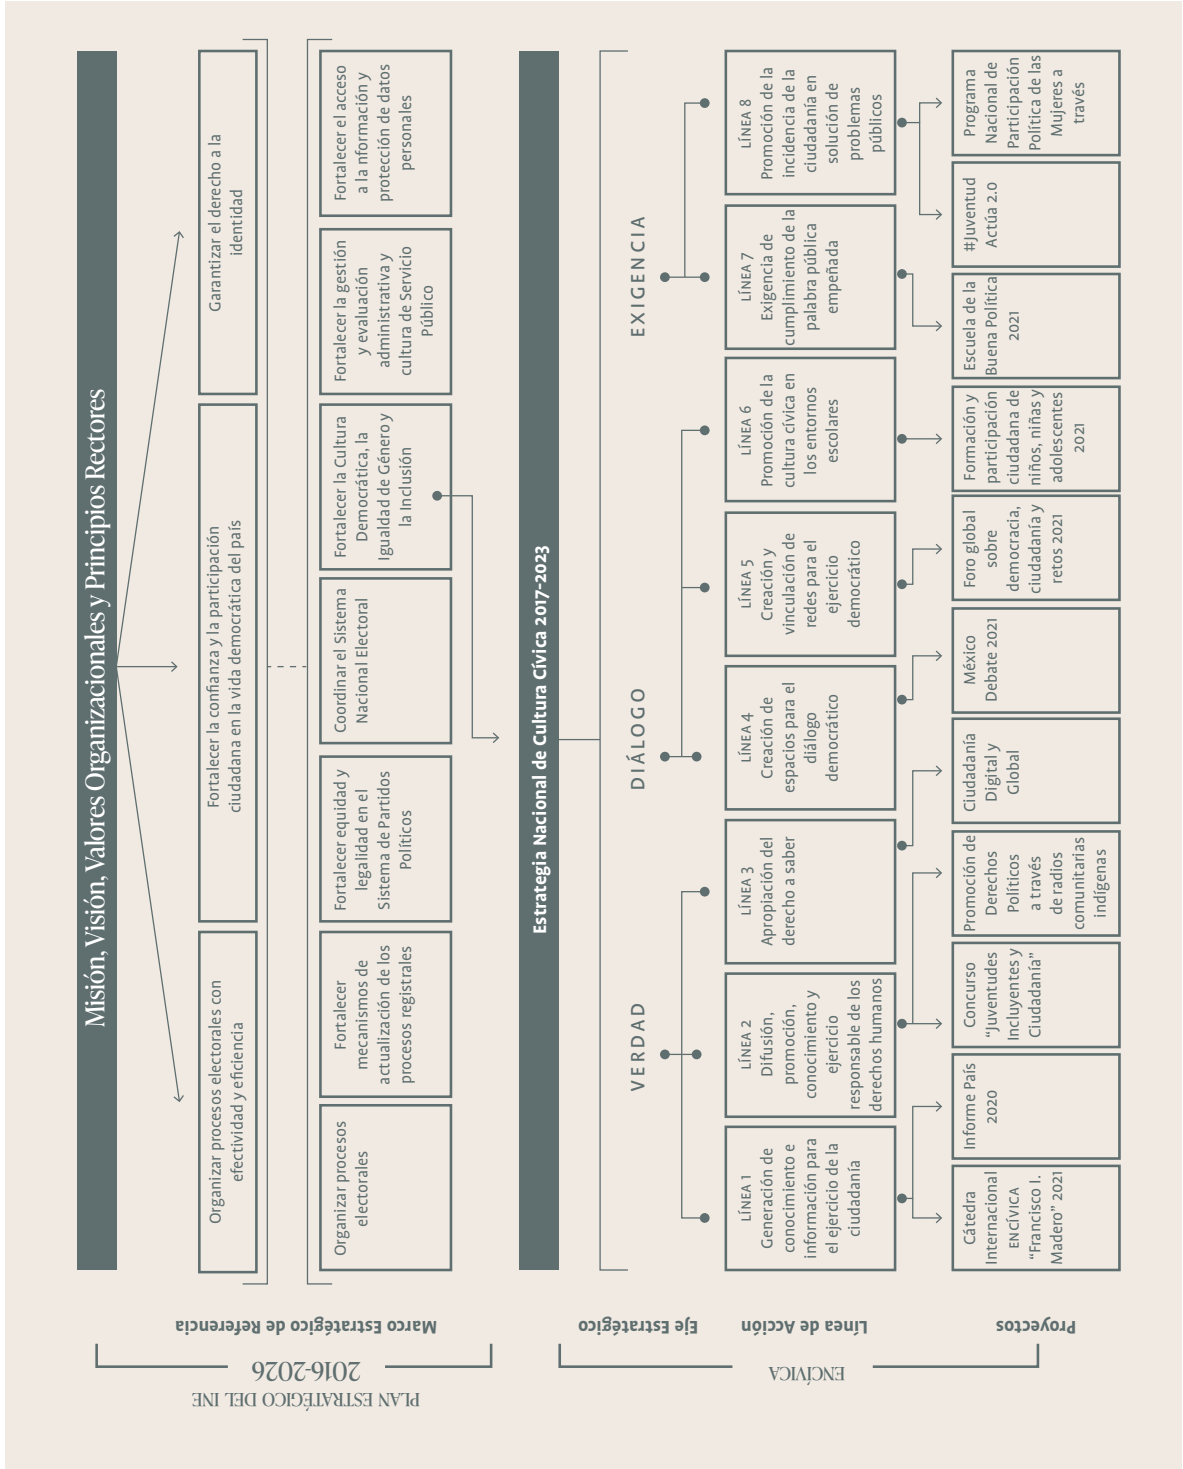 Misión, Visión, Valores Organizacionales y Principios Rectores
Organizar procesos electorales con
efectividad y eficiencia
Fortalecer la confianza y la participación
ciudadana en la vida democrática del país
Garantizar el derecho a la
identidad
Organizar procesos
electorales
Fortalecer
mecanismos de
actualización de los
procesos registrales
Fortalecer equidad y
legalidad en el
Sistema de Partidos
Políticos
Coordinar el Sistema
Nacional Electoral
Fortalecer la Cultura
Democrática, la
Igualdad de Género y
la Inclusión
Fortalecer la gestión
y evaluación
administrativa y
cultura de Servicio
Público
Fortalecer el acceso
a la nformación y
protección de datos
personales
Estrategia Nacional de Cultura Cívica 2017-2023
VERDAD
DIÁLOGO
EXIGENCIA
LÍNEA 1
Generación de
conocimiento e
información para
el ejercicio de la
ciudadanía
LÍNEA 2
Difusión,
promoción,
conocimiento y
ejercicio
responsable de los
derechos humanos
LÍNEA 3
Apropiación del
derecho a saber
LÍNEA 4
Creación de
espacios para el
diálogo
democrático
LÍNEA 5
Creación y
vinculación de
redes para el
ejercicio
democrático
LÍNEA 6
Promoción de la
cultura cívica en
los entornos
escolares
LÍNEA 7
Exigencia de
cumplimiento de la
palabra pública
empeñada
LÍNEA 8
Promoción de la
incidencia de la
ciudadanía en
solución de
problemas
públicos
Cátedra
Internacional
ENCÍVICA
“Francisco I.
Madero” 2021
Informe País
2020
Concurso
“Juventudes
Incluyentes y
Ciudadanía”
Promoción de
Derechos
Políticos
a través
de radios
comunitarias
indígenas
Ciudadanía
Digital y
Global
México
Debate 2021
Foro global
sobre
democracia,
ciudadanía y
retos 2021
Formación y
participación
ciudadana de
niños, niñas y
adolescentes
2021
Escuela de la
Buena Política
2021
#Juventud
Actúa 2.0
Programa
Nacional de
Participación
Política de las
Mujeres a
través
PLAN ESTRATÉGICO DEL INE
2016-2026
Marco Estratégico de Referencia
ENCÍVICA
Eje Estratégico
Línea de Acción
Proyectos